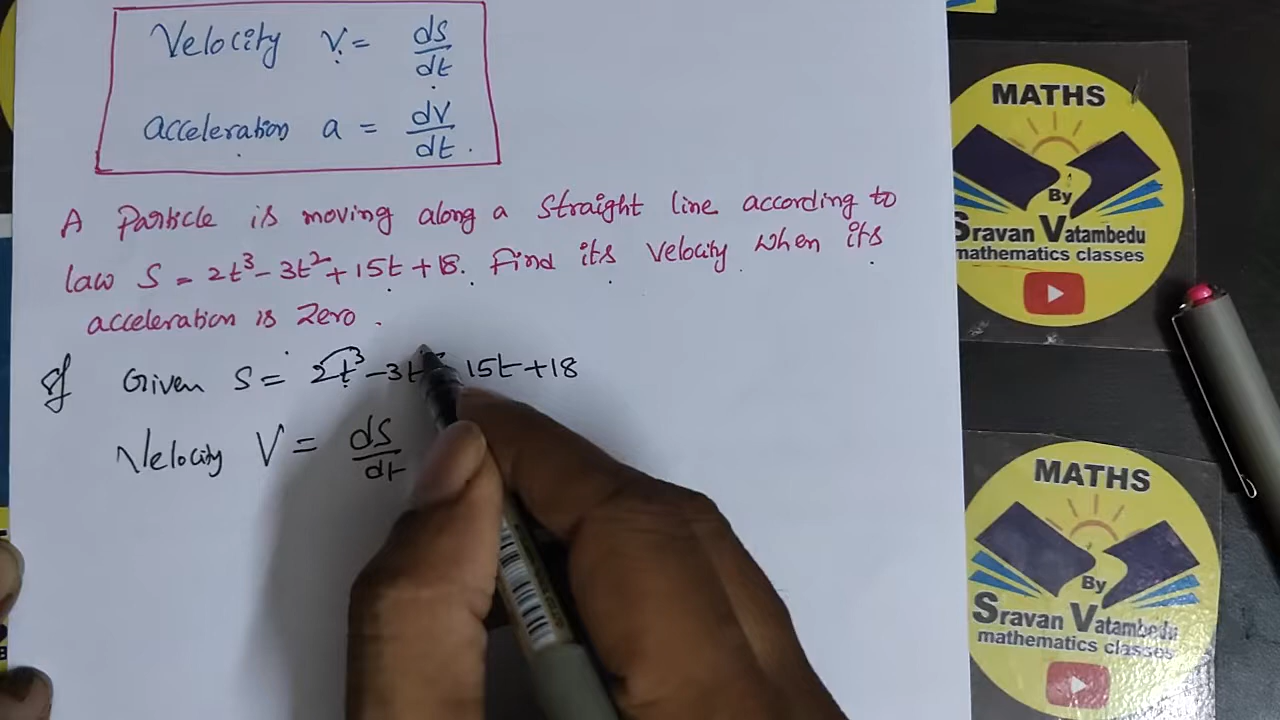 Velocity V = ds/dt
acceleration a = dv/dt.
A Particle is moving along a straight line according to
law S = 2t³ - 3t² + 15t + 18. Find its velocity when its
acceleration is zero.
Given S = 2t³ - 3t 15t + 18
Velocity V = ds/dt
MATHS
By
Sravan Vatambedu
mathematics classes
MATHS
By
Sravan Vatambedu
mathematics classes